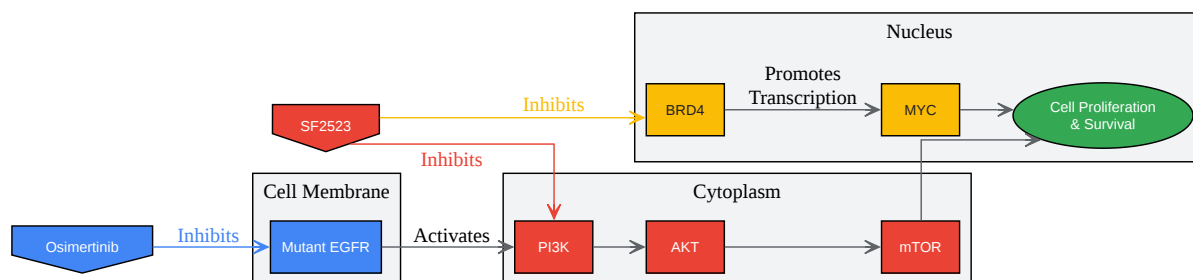 Nucleus
Promotes
Transcription
Inhibits
BRD4
MYC
Cell Proliferation
& Survival
SF2523
Inhibits
Cell Membrane
Cytoplasm
Osimertinib
Inhibits
Mutant EGFR
Activates
PI3K
AKT
mTOR